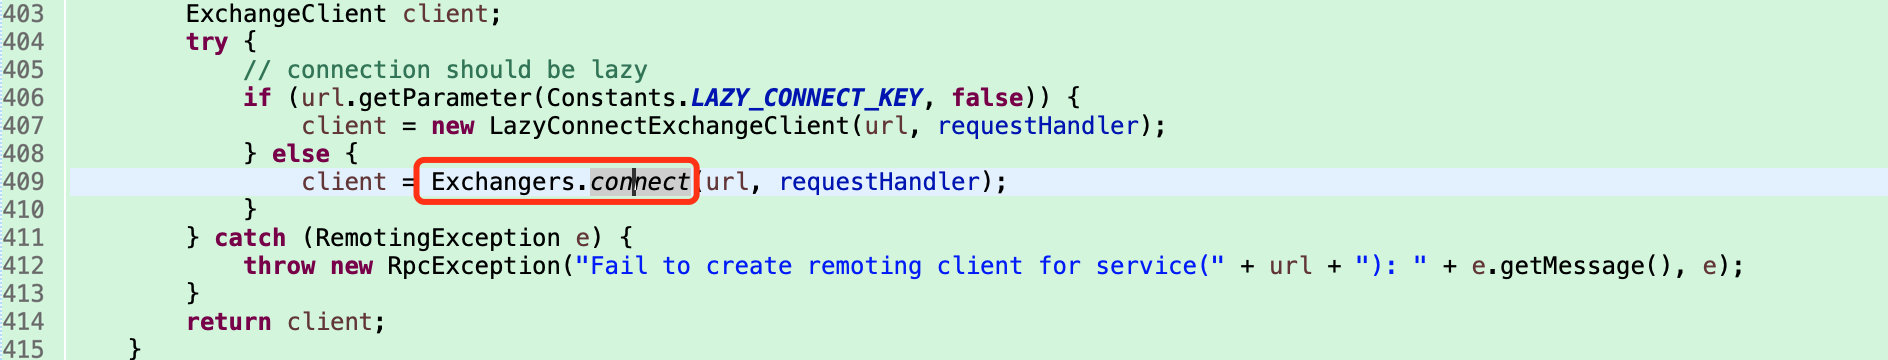 403 ExchangeClient client;
404 try {
405 // connection should be lazy
406 if (url.getParameter(Constants.LAZY_CONNECT_KEY, false)) {
407 client = new LazyConnectExchangeClient(url, requestHandler);
408 } else {
409 client = Exchangers.connect(url, requestHandler);
410 }
411 } catch (RemotingException e) {
412 throw new RpcException("Fail to create remoting client for service(" + url + "): " + e.getMessage(), e);
413 }
414 return client;
415 }